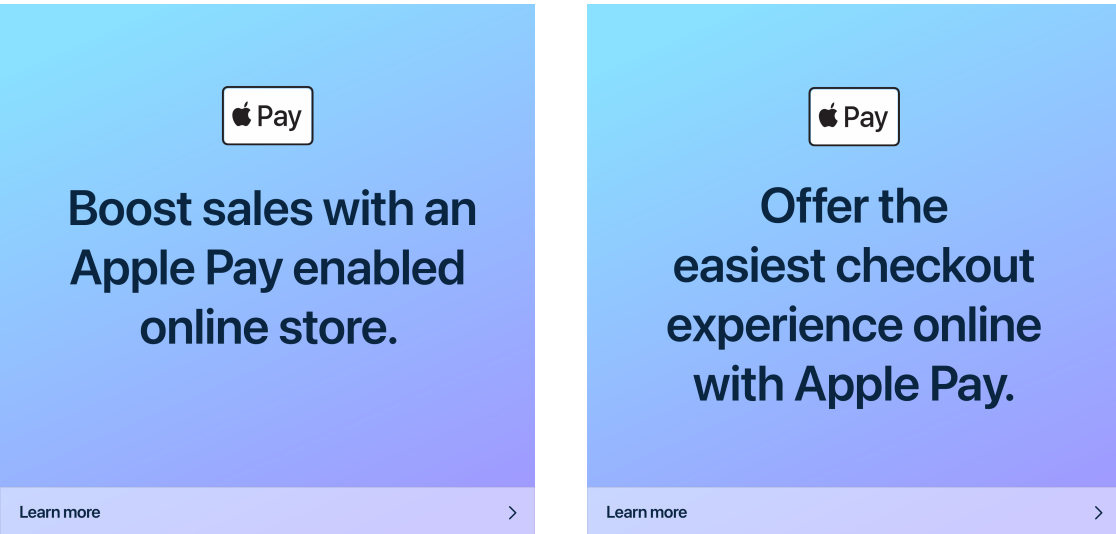 Pay
Boost sales with an
Apple Pay enabled
online store.
Learn more
Pay
Offer the
easiest checkout
experience online
with Apple Pay.
Learn more